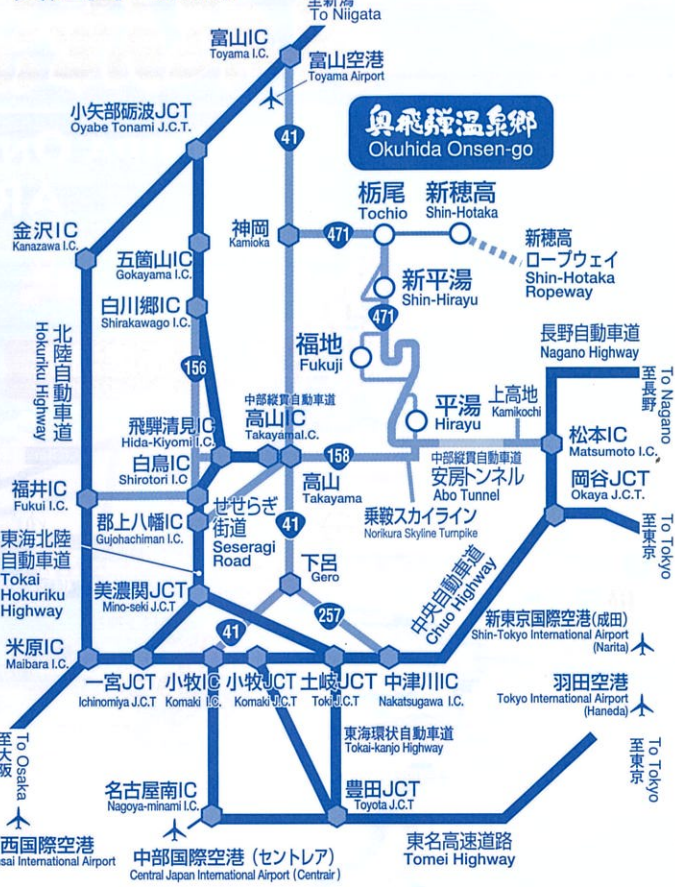 至新潟
To Niigata
富山IC
Toyama I.C.
富山空港
Toyama Airport
小矢部砺波JCT
Oyabe Tonami J.C.T.
41
奥飛騨温泉郷
Okuhida Onsen-go
栃尾
Tochio
新穂高
Shin-Hotaka
金沢IC
Kanazawa I.C.
五箇山IC
Gokayama I.C.
神岡
Kamioka
471
新穂高
ロープウェイ
Shin-Hotaka
Ropeway
新平湯
Shin-Hirayu
白川郷IC
Shirakawago I.C.
471
北陸自動車道
Hokuriku Highway
福地
Fukuji
長野自動車道
Nagano Highway
至長野
To Nagano
156
中部縦貫自動車道
飛騨清見IC
Hida-Kiyomi I.C.
高山IC
Takayama I.C.
平湯
Hirayu
上高地
Kamikochi
松本IC
Matsumoto I.C.
白鳥IC
Shirotori I.C
158
高山
Takayama
中部縦貫自動車道
安房トンネル
Abo Tunnel
岡谷JCT
Okaya J.C.T.
福井IC
Fukui I.C.
郡上八幡IC
Gujohachiman I.C.
せせらぎ
街道
Seseragi
Road
41
乗鞍スカイライン
Norikura Skyline Turnpike
至東京
To Tokyo
東海北陸
自動車道
Tokai
Hokuriku
Highway
美濃関JCT
Mino-seki J.C.T
下呂
Gero
中央自動車道
Chuo Highway
257
41
新東京国際空港(成田)
Shin-Tokyo International Airport
(Narita)
米原IC
Maibara I.C.
一宮JCT
Ichinomiya J.C.T
小牧IC
Komaki I.C.
小牧JCT
Komaki J.C.T
土岐JCT
Toki J.C.T
中津川IC
Nakatsugawa I.C.
羽田空港
Tokyo International Airport
(Haneda)
至大阪
To Osaka
東海環状自動車道
Tokai-kanjo Highway
至東京
To Tokyo
名古屋南IC
Nagoya-minami I.C.
豊田JCT
Toyota J.C.T
西国際空港
sai International Airport
中部国際空港(セントレア)
Central Japan International Airport (Centrair)
東名高速道路
Tomei Highway